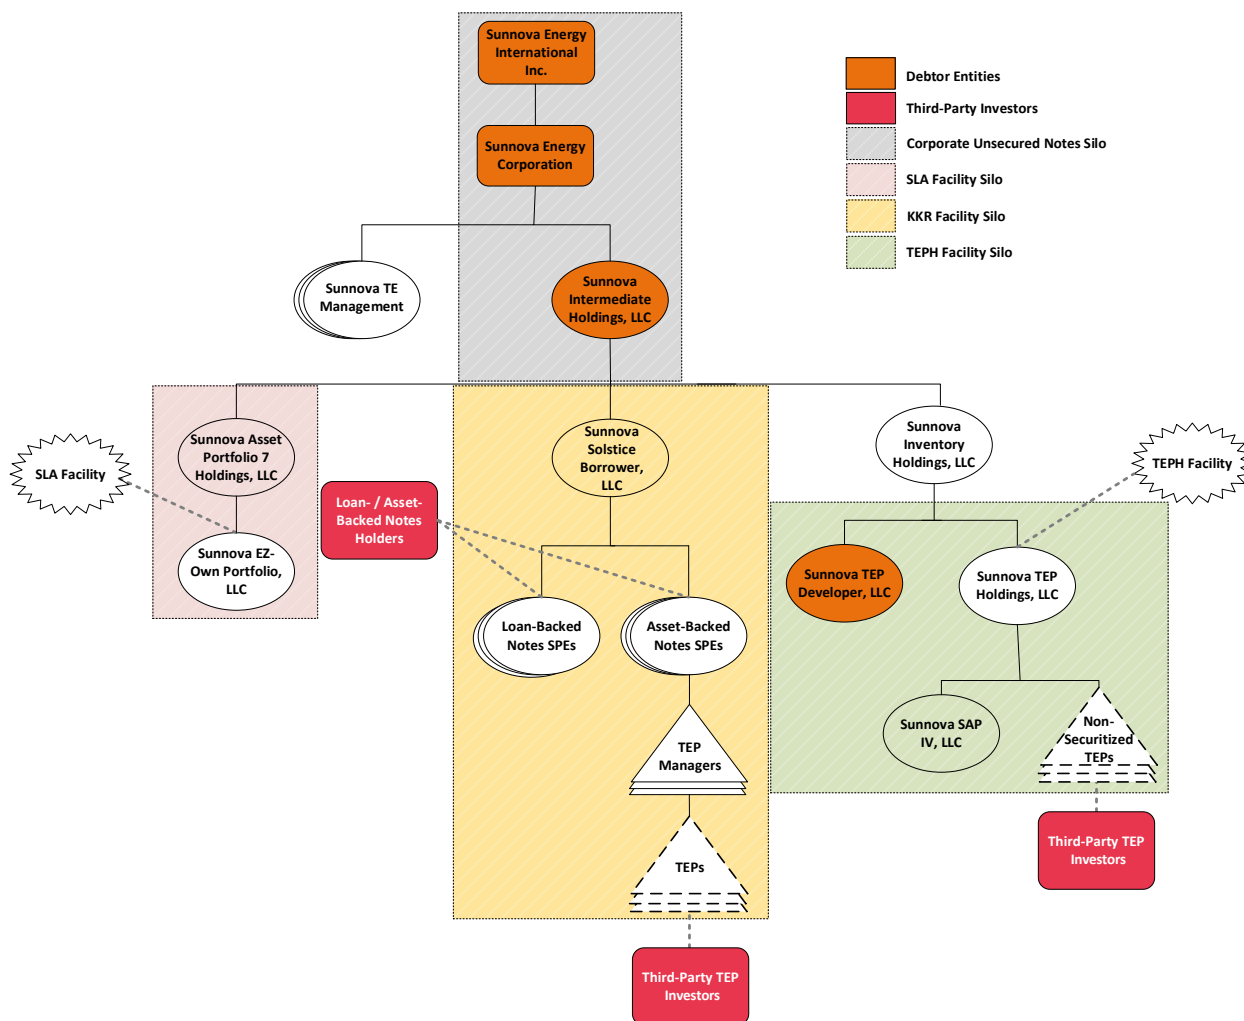 Sunnova Energy
International
Inc.
Sunnova Energy
Corporation
Debtor Entities
Third-Party Investors
Corporate Unsecured Notes Silo
SLA Facility Silo
KKR Facility Silo
TEPH Facility Silo
Sunnova TE
Management
Sunnova
Intermediate
Holdings, LLC
SLA Facility
Sunnova Asset
Portfolio 7
Holdings, LLC
Sunnova
Solstice
Borrower,
LLC
Sunnova
Inventory
Holdings, LLC
TEPH Facility
Loan- / Asset-
Backed Notes
Holders
Sunnova EZ-
Own Portfolio,
LLC
Sunnova TEP
Developer, LLC
Sunnova TEP
Holdings, LLC
Loan-Backed
Notes SPEs
Asset-Backed
Notes SPEs
TEP
Managers
Sunnova SAP
IV, LLC
Non-
Securitized
TEPs
TEPs
Third-Party TEP
Investors
Third-Party TEP
Investors